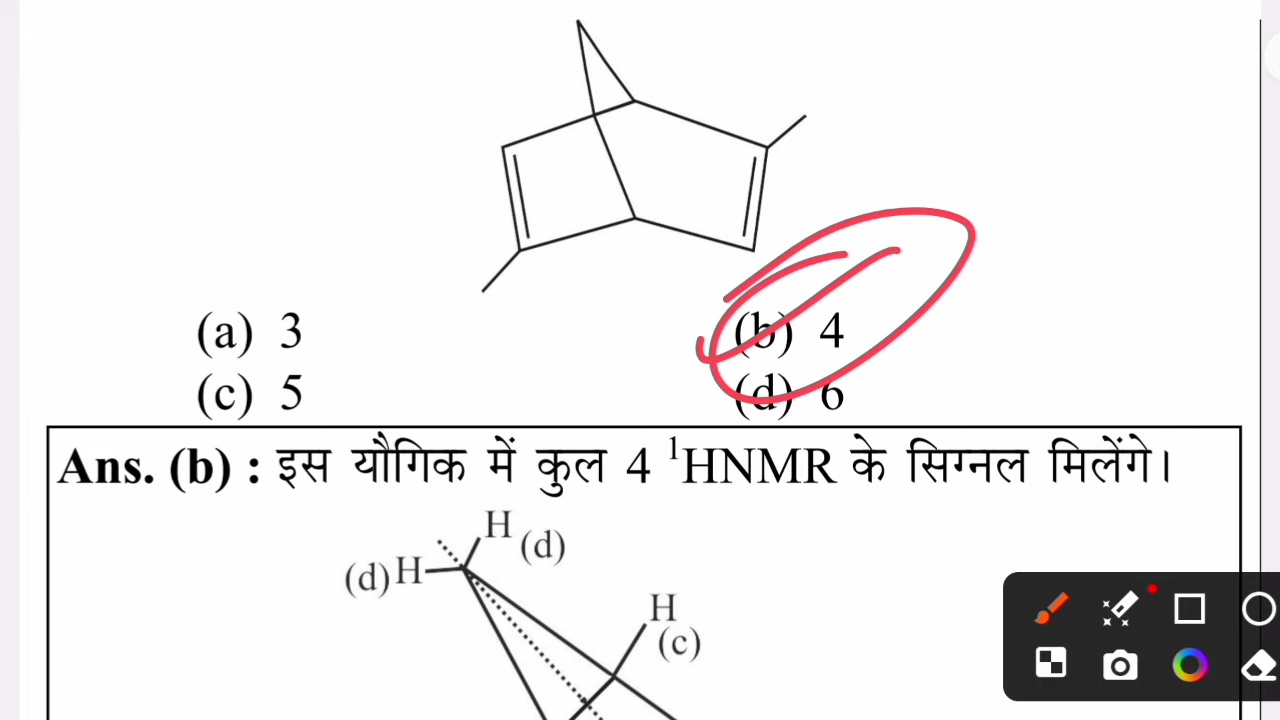 (a) 3 (b) 4
(c) 5 (d) 6
Ans. (b) : इस यौगिक में कुल 4 ¹HNMR के सिग्नल मिलेंगे।
H (d)
(d) H
H
(c)